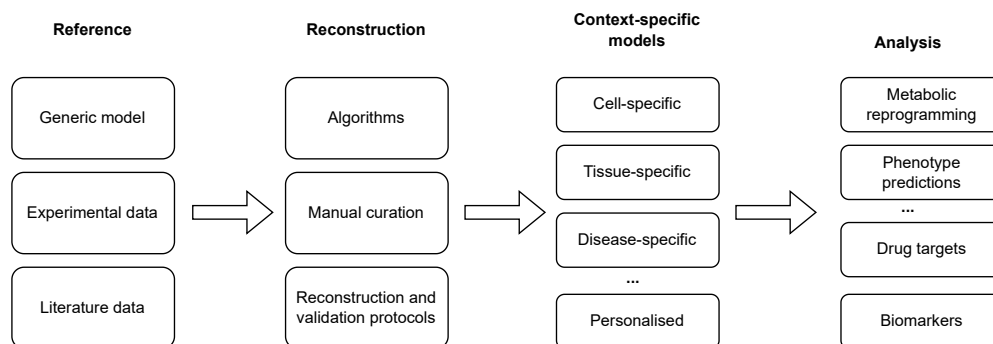 Reference
Generic model
Experimental data
Literature data
Reconstruction
Algorithms
Manual curation
Reconstruction and
validation protocols
Context-specific
models
Cell-specific
Tissue-specific
Disease-specific
...
Personalised
Analysis
Metabolic
reprogramming
Phenotype
predictions
...
Drug targets
Biomarkers